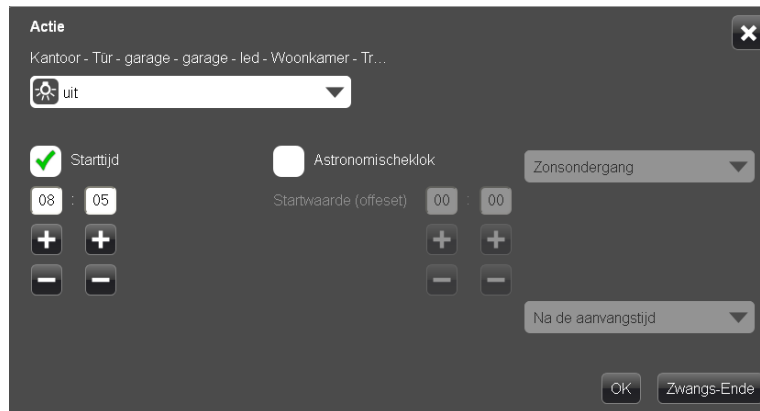 Actie
Kantoor - Tür - garage - garage - led - Woonkamer - Tr…
uit
Starttijd
Astronomischeklok
Zonsondergang
08 : 05
Startwaarde (offeset) 00 : 00
Na de aanvangstijd
OK
Zwangs-Ende